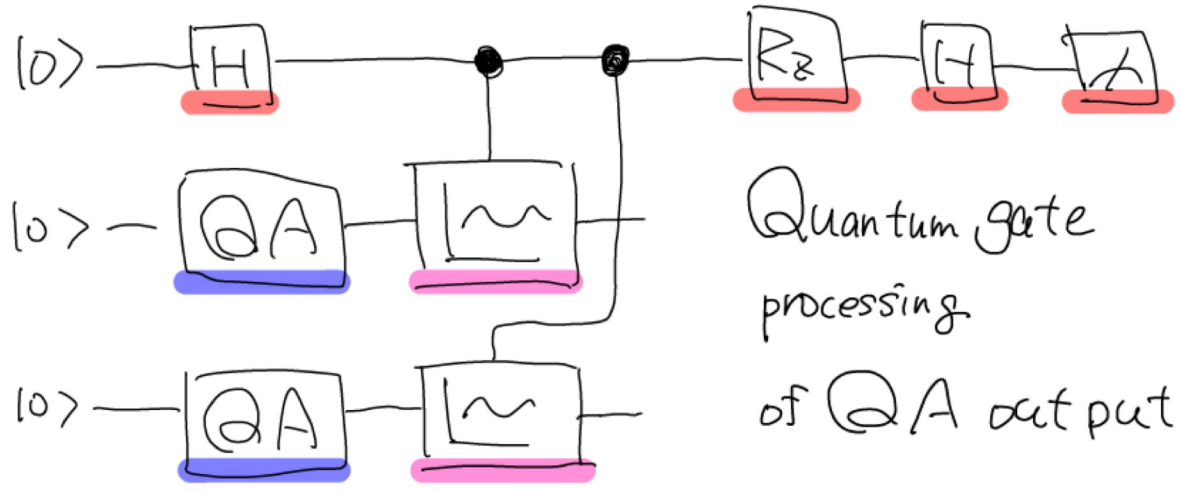 |0> H Rz H
|0> QA
Quantum gate
processing
|0> QA
of QA output